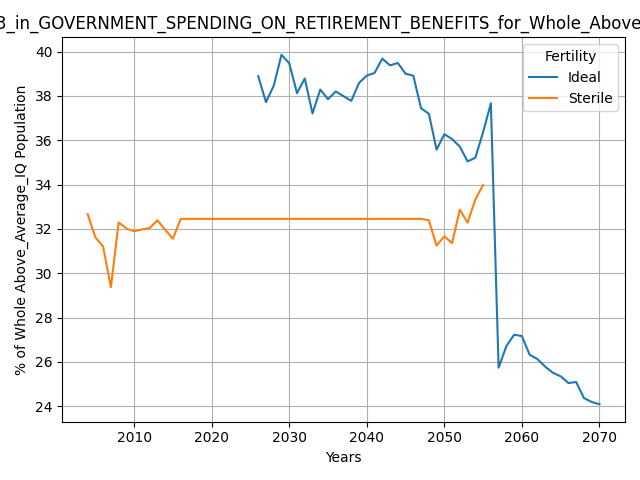 3_in_GOVERNMENT_SPENDING_ON_RETIREMENT_BENEFITS_for_Whole_Above
Fertility
Ideal
Sterile
% of Whole Above_Average_IQ Population
40
38
36
34
32
30
28
26
24
2010 2020 2030 2040 2050 2060 2070
Years